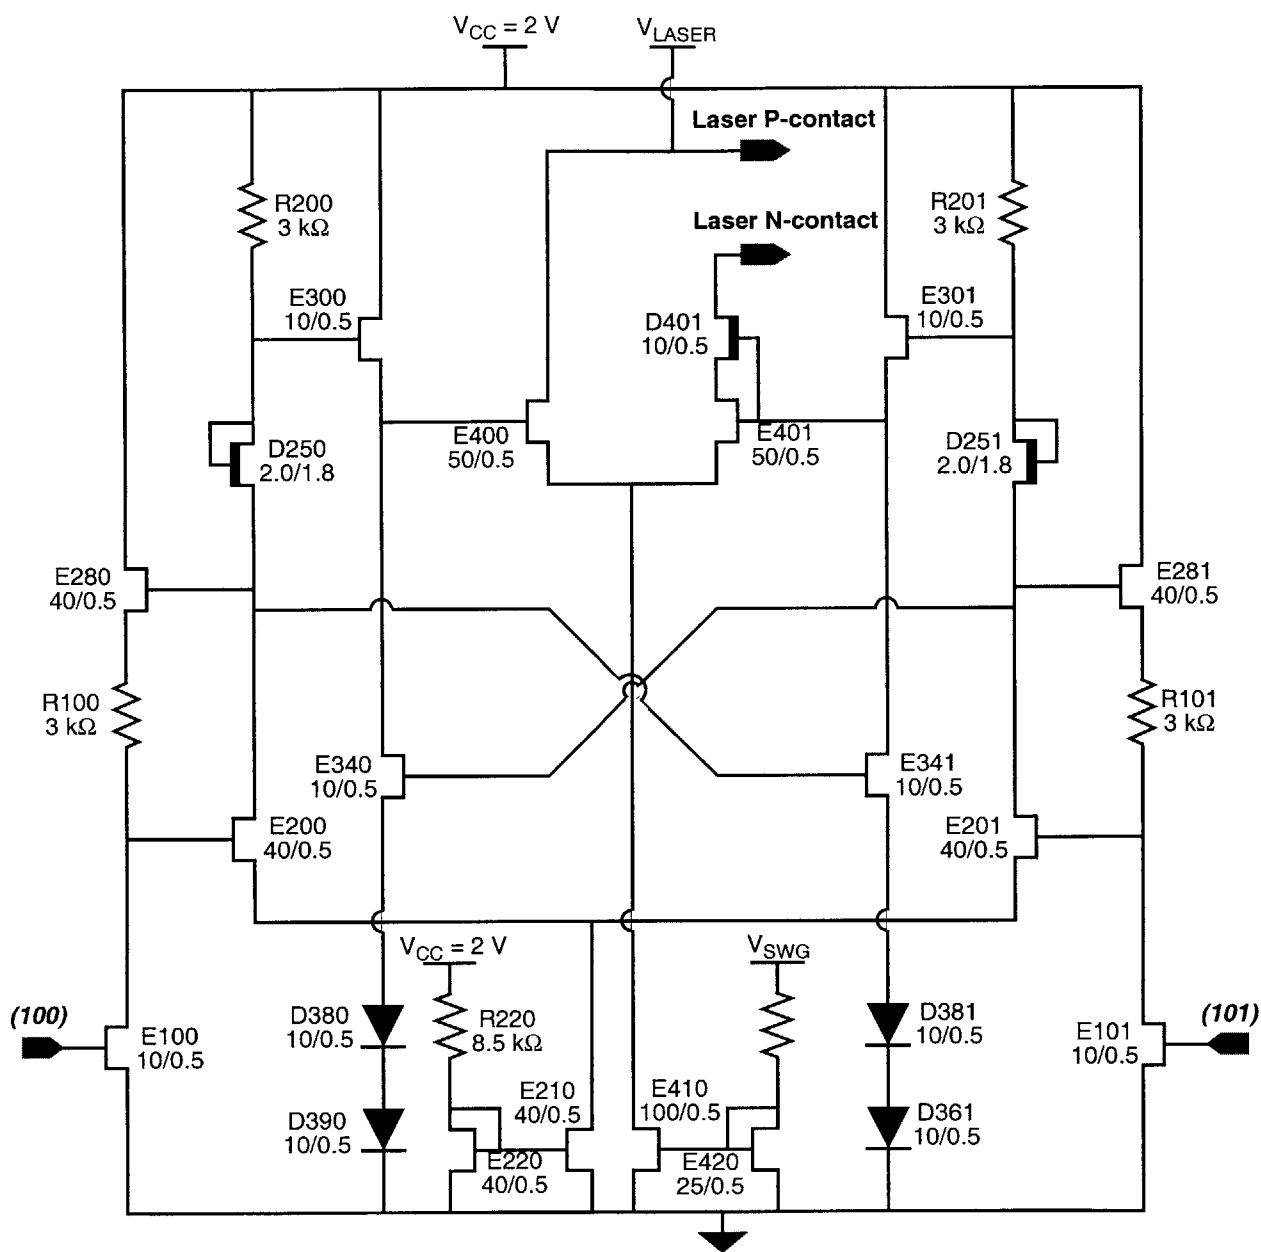 V_CC = 2 V
V_LASER
Laser P-contact
R200
3 kΩ
R201
3 kΩ
Laser N-contact
E300
10/0.5
D401
10/0.5
E301
10/0.5
E400
50/0.5
E401
50/0.5
D250
2.0/1.8
D251
2.0/1.8
E280
40/0.5
E281
40/0.5
R100
3 kΩ
R101
3 kΩ
E340
10/0.5
E341
10/0.5
E200
40/0.5
E201
40/0.5
V_CC = 2 V
V_SWG
(100)
E100
10/0.5
D380
10/0.5
R220
8.5 kΩ
D381
10/0.5
E101
10/0.5
(101)
E210
40/0.5
E410
100/0.5
D390
10/0.5
E220
40/0.5
E420
25/0.5
D361
10/0.5